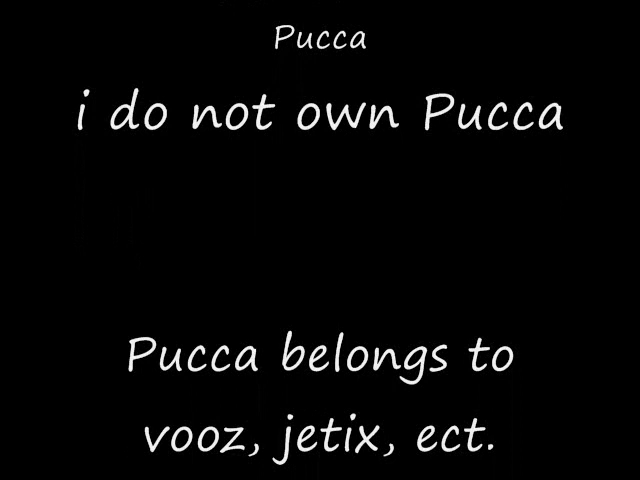 Pucca
i do not own Pucca
Pucca belongs to
vooz, jetix, ect.